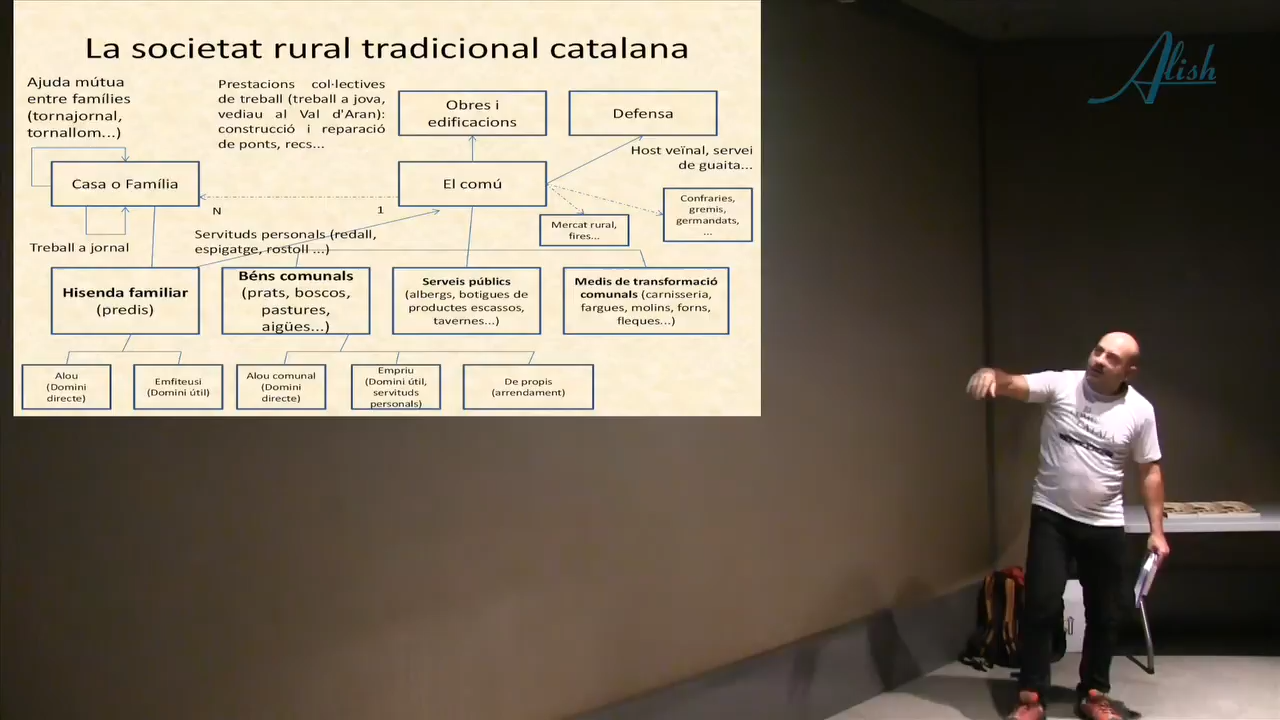 La societat rural tradicional catalana
Alish
Ajuda mútua
entre famílies
(tornajornal,
tornallom...)
Prestacions col·lectives
de treball (treball a jova,
vediau al Val d'Aran):
construcció i reparació
de ponts, recs...
Obres i
edificacions
Defensa
Host veïnal, servei
de guaita...
Casa o Família
El comú
Confraries,
gremis,
germandats,
...
N
1
Mercat rural,
fires...
Treball a jornal
Servituds personals (redall,
espigatge, rostoll ...)
Hisenda familiar
(predis)
Béns comunals
(prats, boscos,
pastures,
aigües...)
Serveis públics
(albergs, botigues de
productes escassos,
tavernes...)
Medis de transformació
comunals (carnisseria,
fargues, molins, forns,
fleques...)
Alou
(Domini
directe)
Emfiteusi
(Domini útil)
Alou comunal
(Domini
directe)
Empriu
(Domini útil,
servituds
personals)
De propis
(arrendament)